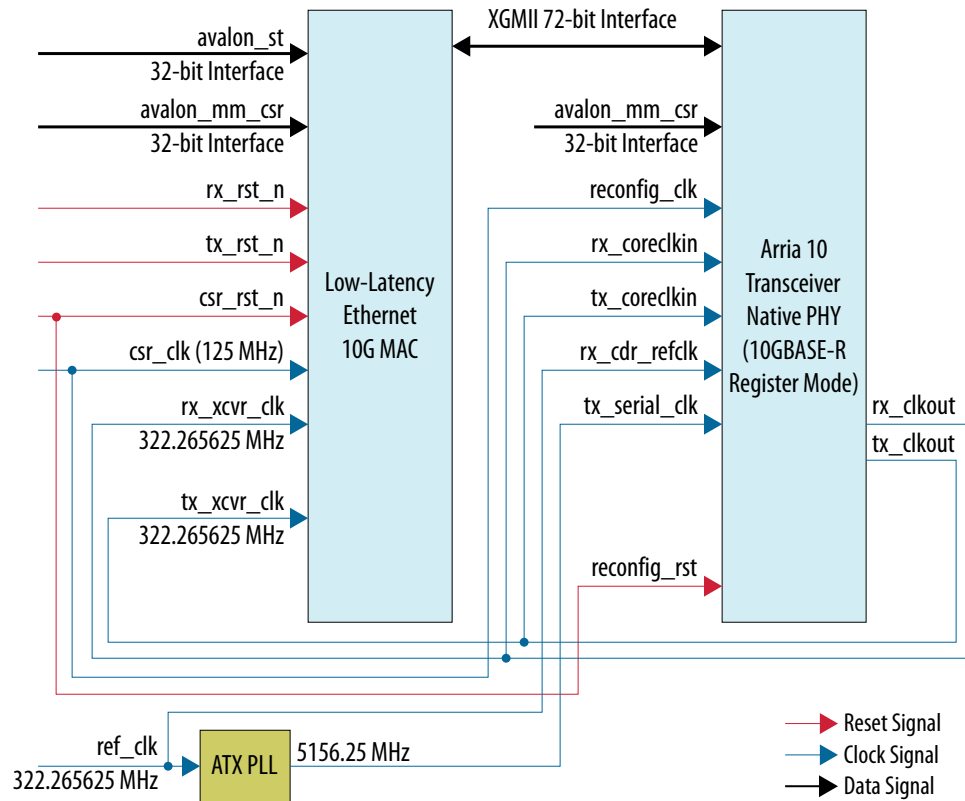 XGMII 72-bit Interface
avalon_st
32-bit Interface
avalon_mm_csr
32-bit Interface
rx_rst_n
tx_rst_n
csr_rst_n
csr_clk (125 MHz)
rx_xcvr_clk
322.265625 MHz
tx_xcvr_clk
322.265625 MHz
Low-Latency
Ethernet
10G MAC
avalon_mm_csr
32-bit Interface
reconfig_clk
rx_coreclkin
tx_coreclkin
rx_cdr_refclk
tx_serial_clk
reconfig_rst
Arria 10
Transceiver
Native PHY
(10GBASE-R
Register Mode)
rx_clkout
tx_clkout
ref_clk
322.265625 MHz
ATX PLL
5156.25 MHz
Reset Signal
Clock Signal
Data Signal